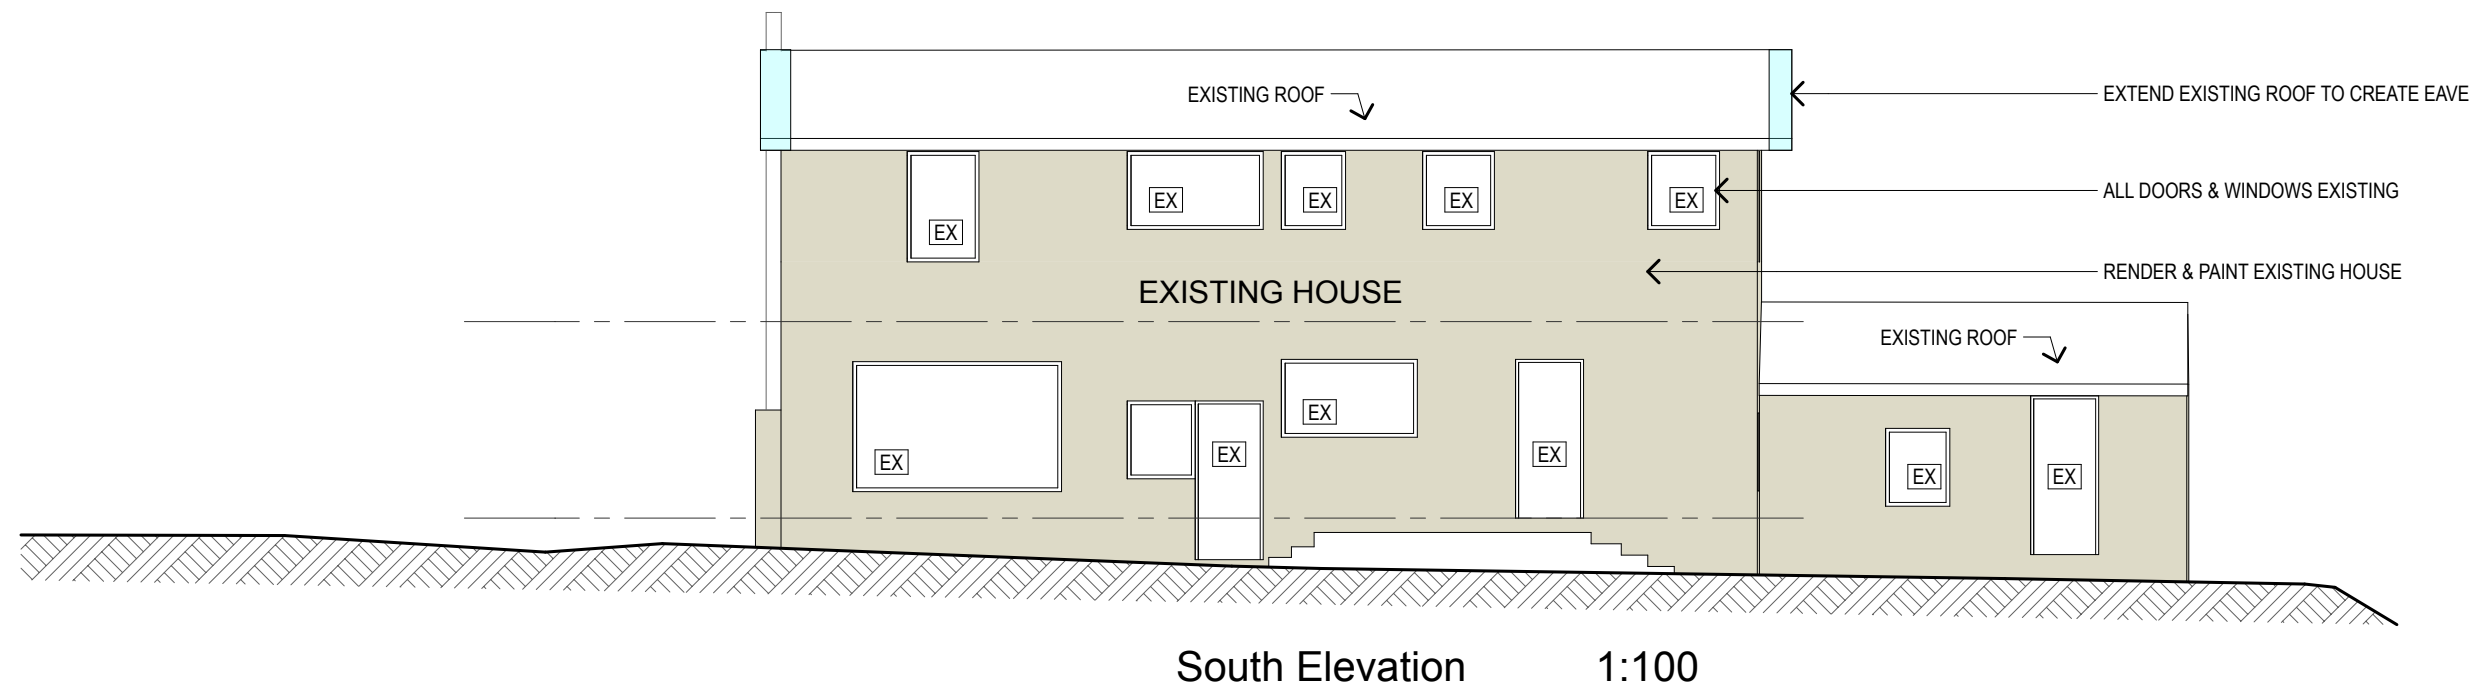 EXISTING ROOF
EXTEND EXISTING ROOF TO CREATE EAVE
EX
EX
EX
EX
EX
ALL DOORS & WINDOWS EXISTING
RENDER & PAINT EXISTING HOUSE
EXISTING HOUSE
EXISTING ROOF
EX
EX
EX
EX
EX
EX
South Elevation 1:100